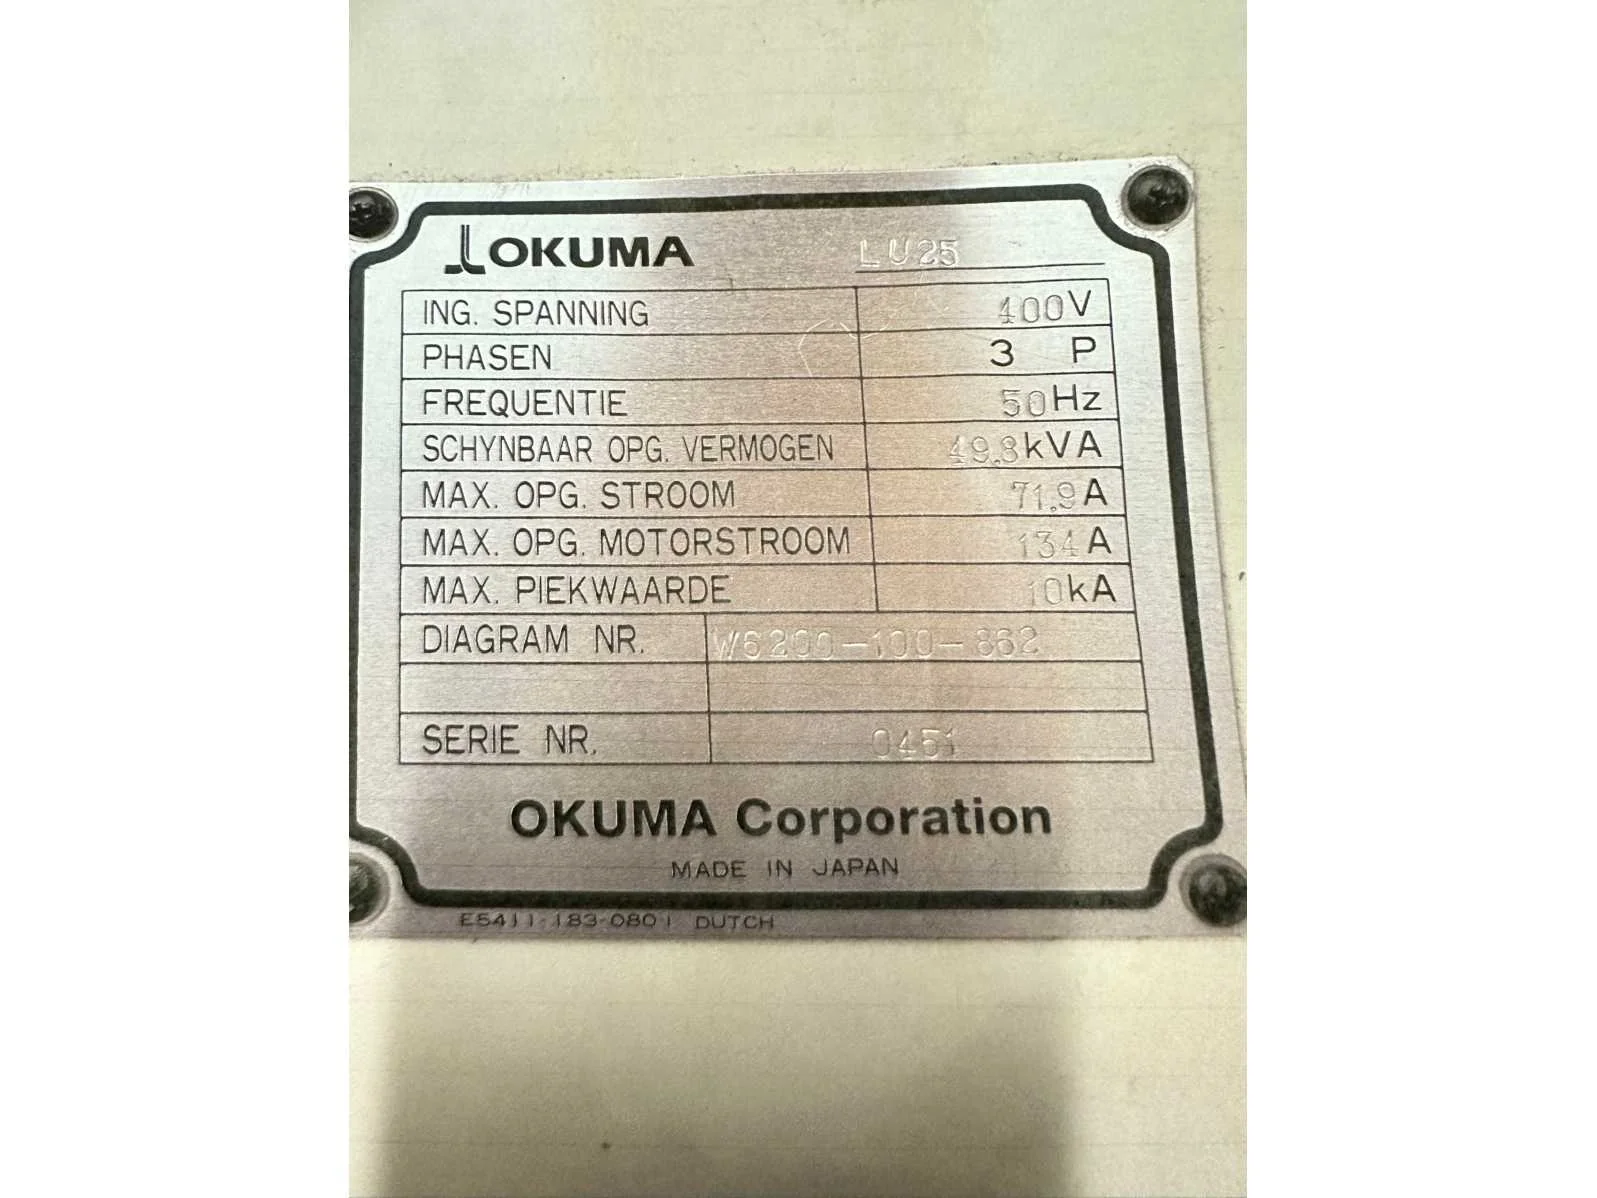 OKUMA LU25
ING. SPANNING 400V
PHASEN 3 P
FREQUENTIE 50Hz
SCHYNBAAR OPG. VERMOGEN 49.8kVA
MAX. OPG. STROOM 71.9A
MAX. OPG. MOTORSTROOM 134A
MAX. PIEKWAARDE 10kA
DIAGRAM NR. W6200-100-862
SERIE NR. 0451
OKUMA Corporation
MADE IN JAPAN
E5411-183-0801 DUTCH